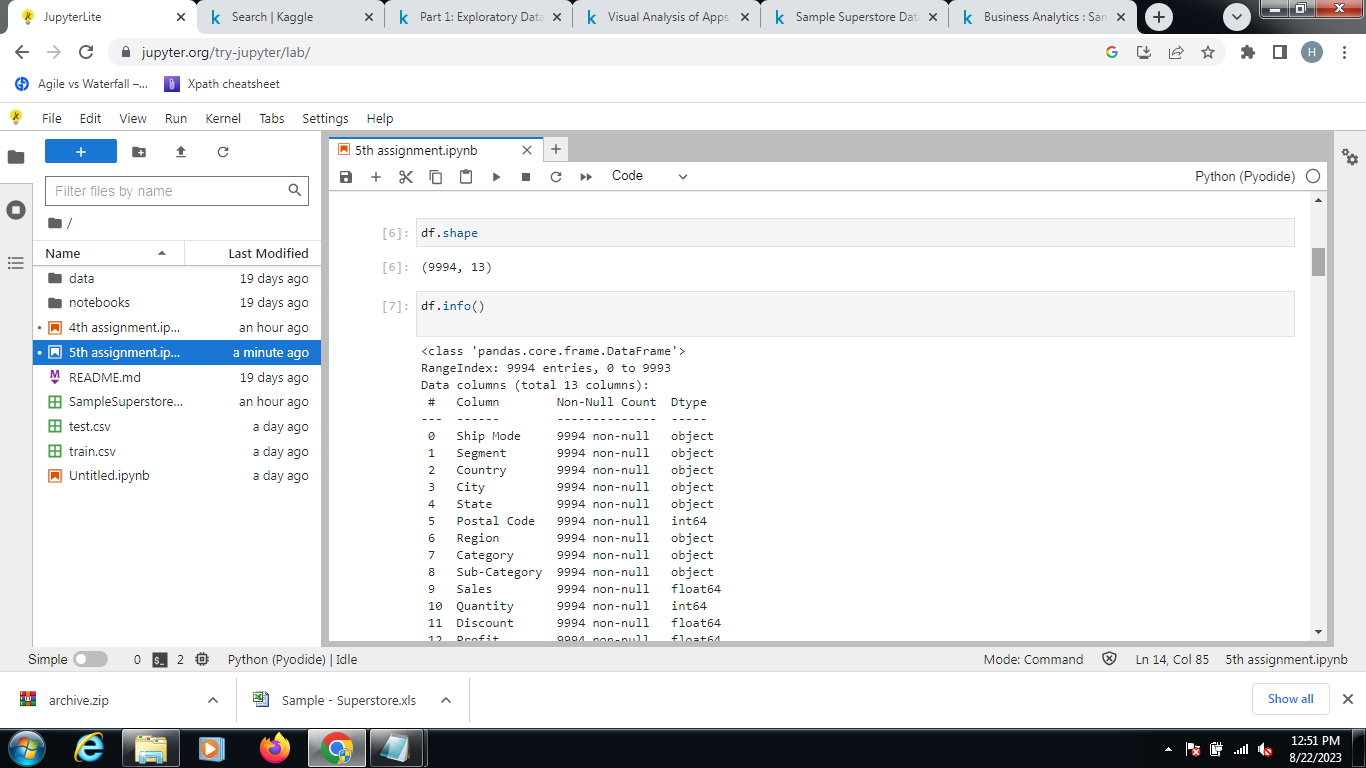 JupyterLite
Search | Kaggle
Part 1: Exploratory Data
Visual Analysis of Apps
Sample Superstore Data
Business Analytics : Sam
jupyter.org/try-jupyter/lab/
H
Agile vs Waterfall –...
Xpath cheatsheet
File Edit View Run Kernel Tabs Settings Help
5th assignment.ipynb
Filter files by name
Code
Python (Pyodide)
/
Name Last Modified
data 19 days ago
notebooks 19 days ago
4th assignment.ip... an hour ago
5th assignment.ip... a minute ago
README.md 19 days ago
SampleSuperstore... an hour ago
test.csv a day ago
train.csv a day ago
Untitled.ipynb a day ago
[6]: df.shape
[6]: (9994, 13)
[7]: df.info()
<class 'pandas.core.frame.DataFrame'>
RangeIndex: 9994 entries, 0 to 9993
Data columns (total 13 columns):
# Column Non-Null Count Dtype
--- ------ -------------- -----
0 Ship Mode 9994 non-null object
1 Segment 9994 non-null object
2 Country 9994 non-null object
3 City 9994 non-null object
4 State 9994 non-null object
5 Postal Code 9994 non-null int64
6 Region 9994 non-null object
7 Category 9994 non-null object
8 Sub-Category 9994 non-null object
9 Sales 9994 non-null float64
10 Quantity 9994 non-null int64
11 Discount 9994 non-null float64
12 Profit 9994 non-null float64
Simple 0 2 Python (Pyodide) | Idle Mode: Command Ln 14, Col 85 5th assignment.ipynb
archive.zip
Sample - Superstore.xls
Show all
12:51 PM
8/22/2023